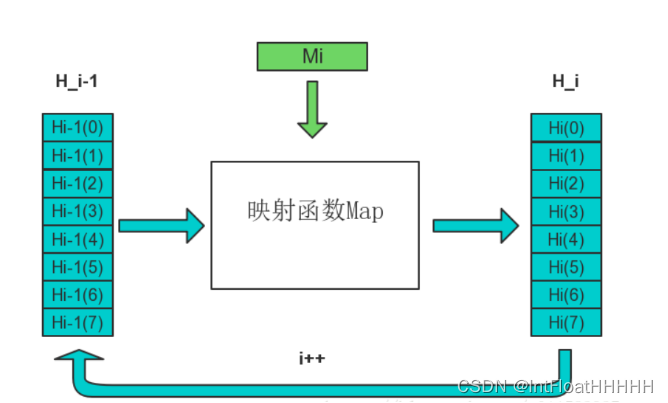 Mi
H_i-1
H_i
Hi-1(0)
Hi-1(1)
Hi-1(2)
Hi-1(3)
Hi-1(4)
Hi-1(5)
Hi-1(6)
Hi-1(7)
映射函数Map
Hi(0)
Hi(1)
Hi(2)
Hi(3)
Hi(4)
Hi(5)
Hi(6)
Hi(7)
i++
CSDN @IntFloatHHHHH